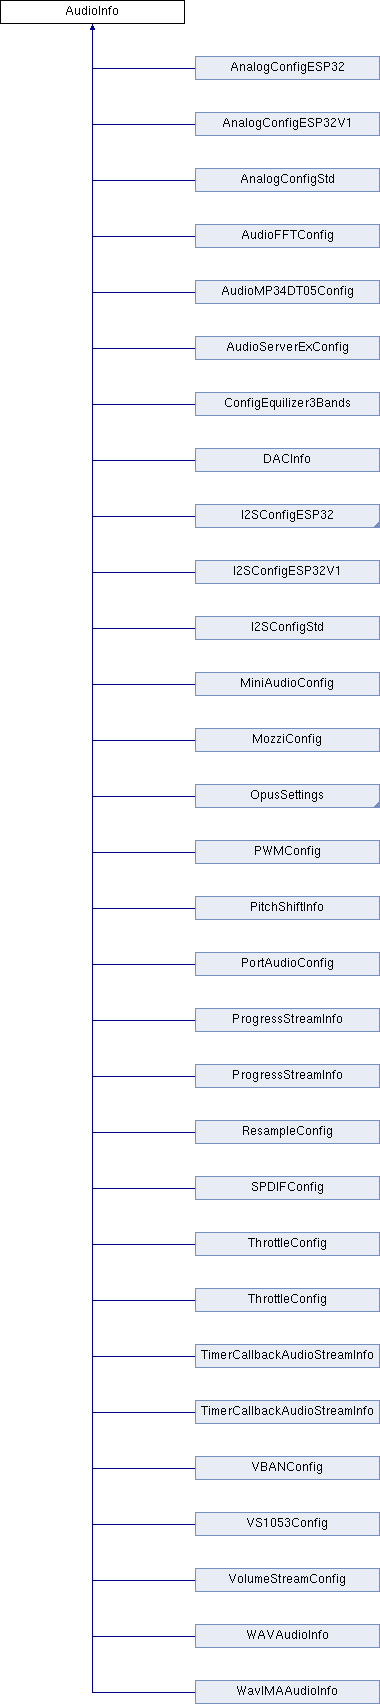 AudioInfo
AnalogConfigESP32
AnalogConfigESP32V1
AnalogConfigStd
AudioFFTConfig
AudioMP34DT05Config
AudioServerExConfig
ConfigEquilizer3Bands
DACInfo
I2SConfigESP32
I2SConfigESP32V1
I2SConfigStd
MiniAudioConfig
MozziConfig
OpusSettings
PWMConfig
PitchShiftInfo
PortAudioConfig
ProgressStreamInfo
ProgressStreamInfo
ResampleConfig
SPDIFConfig
ThrottleConfig
ThrottleConfig
TimerCallbackAudioStreamInfo
TimerCallbackAudioStreamInfo
VBANConfig
VS1053Config
VolumeStreamConfig
WAVAudioInfo
WavIMAAudioInfo